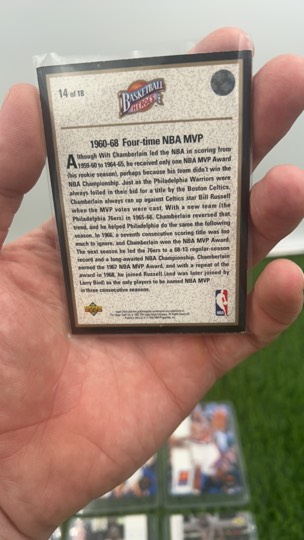 14 of 18
BASKETBALL
HEROES
1960-68 Four-time NBA MVP
Although Wilt Chamberlain led the NBA in scoring from
1959-60 to 1964-65, he received only one NBA MVP Award
(his rookie season), perhaps because his team didn't win the
NBA Championship. Just as the Philadelphia Warriors were
always foiled in their bid for a title by the Boston Celtics,
Chamberlain always ran up against Celtics star Bill Russell
when the MVP votes were cast. With a new team (the
Philadelphia 76ers) in 1965-66, Chamberlain reversed that
trend, and he helped Philadelphia do the same the following
season. In 1966, a seventh consecutive scoring title was too
much to ignore, and Chamberlain won the NBA MVP Award.
The next season he led the 76ers to a 68-13 regular-season
record and a long-awaited NBA Championship. Chamberlain
earned the 1967 MVP Award, and with a repeat of the
award in 1968, he joined Russell (and was later joined by
Larry Bird) as the only players to be named NBA MVP
in three consecutive seasons.
UPPER DECK
NBA